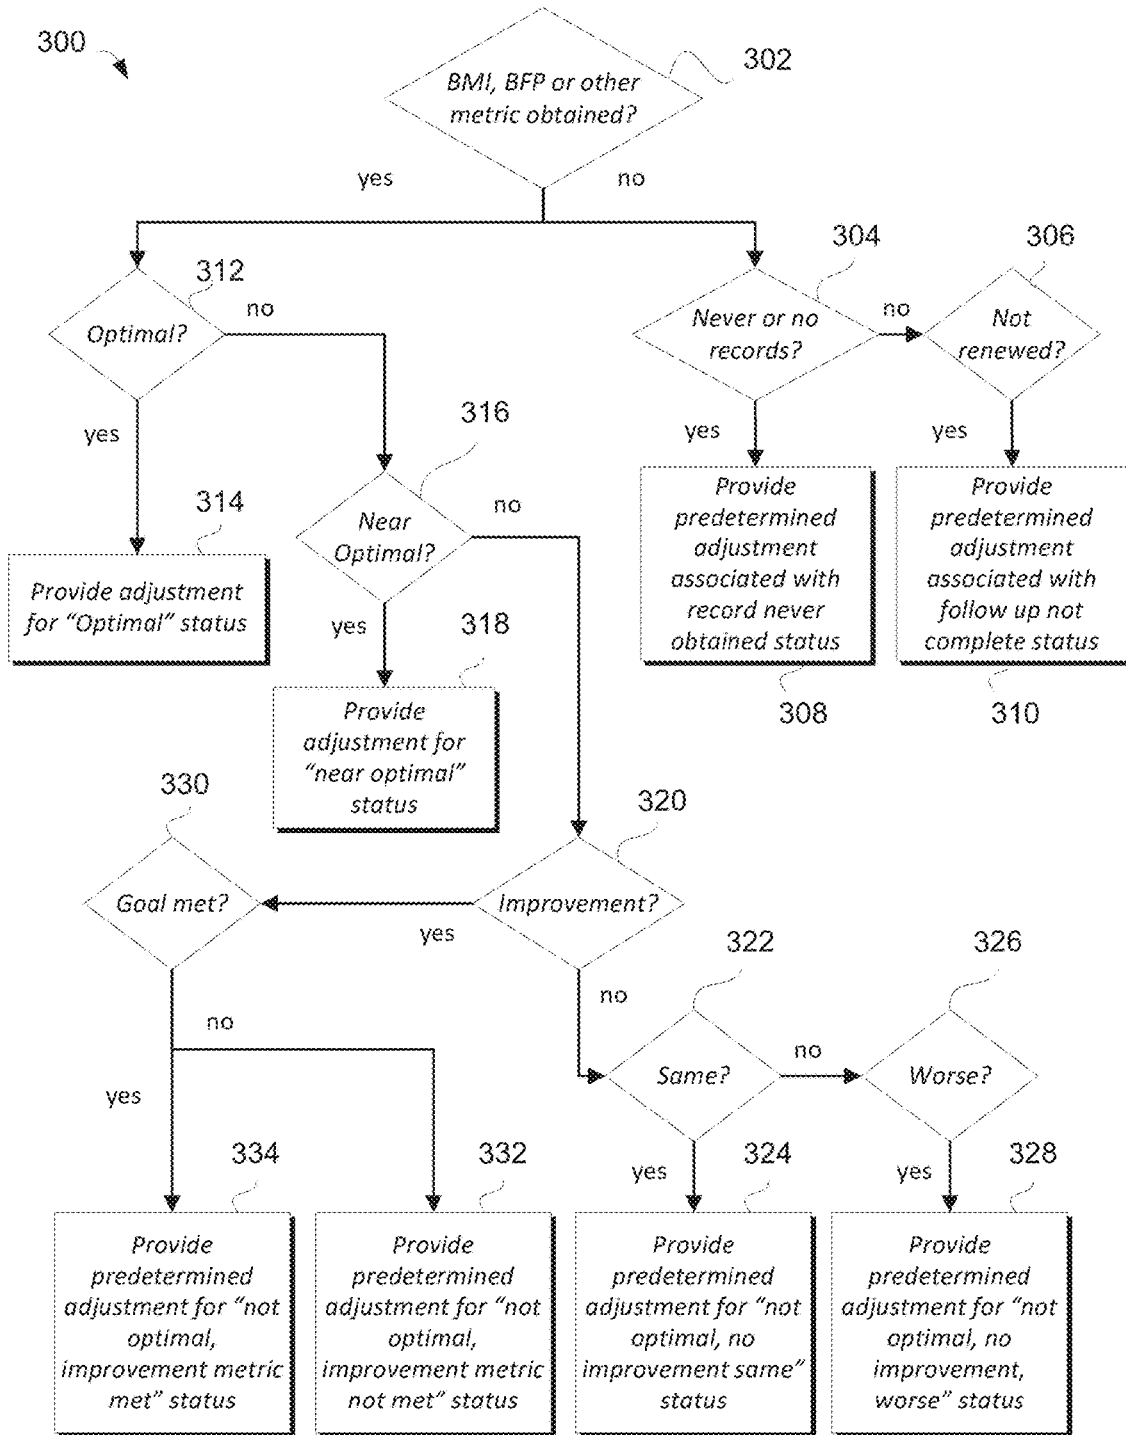 300
302
BMI, BFP or other
metric obtained?
yes
no
304
306
312
Optimal?
no
Never or no
records?
no
Not
renewed?
316
yes
yes
yes
314
Near
Optimal?
no
Provide
predetermined
adjustment
associated with
record never
obtained status
Provide
predetermined
adjustment
associated with
follow up not
complete status
Provide adjustment
for “Optimal” status
yes
318
308
310
Provide
adjustment for
“near optimal”
status
330
320
Goal met?
Improvement?
yes
322
326
no
no
Same?
no
Worse?
yes
334
332
yes
324
yes
328
Provide
predetermined
adjustment for “not
optimal,
improvement metric
met” status
Provide
predetermined
adjustment for “not
optimal,
improvement metric
not met” status
Provide
predetermined
adjustment for “not
optimal, no
improvement same”
status
Provide
predetermined
adjustment for “not
optimal, no
improvement,
worse” status